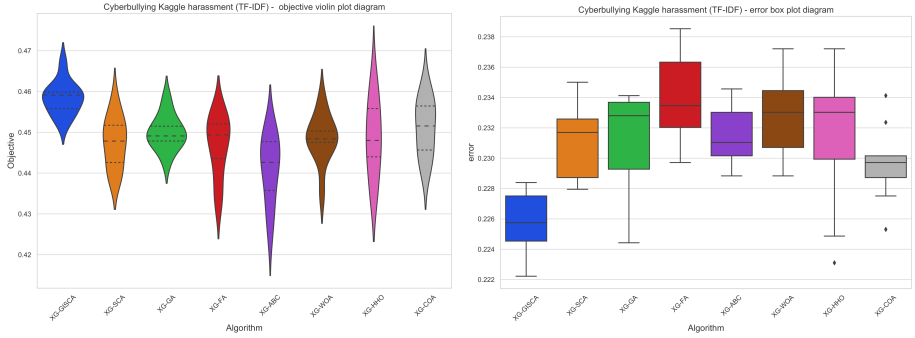 Cyberbullying Kaggle harassment (TF-IDF) - objective violin plot diagram
0.47
0.46
0.45
0.44
0.43
0.42
Objective
XG-GISCA
XG-SCA
XG-GA
XG-FA
XG-ABC
XG-WOA
XG-HHO
XG-COA
Algorithm
Cyberbullying Kaggle harassment (TF-IDF) - error box plot diagram
0.238
0.236
0.234
0.232
0.230
0.228
0.226
0.224
0.222
error
XG-GISCA
XG-SCA
XG-GA
XG-FA
XG-ABC
XG-WOA
XG-HHO
XG-COA
Algorithm